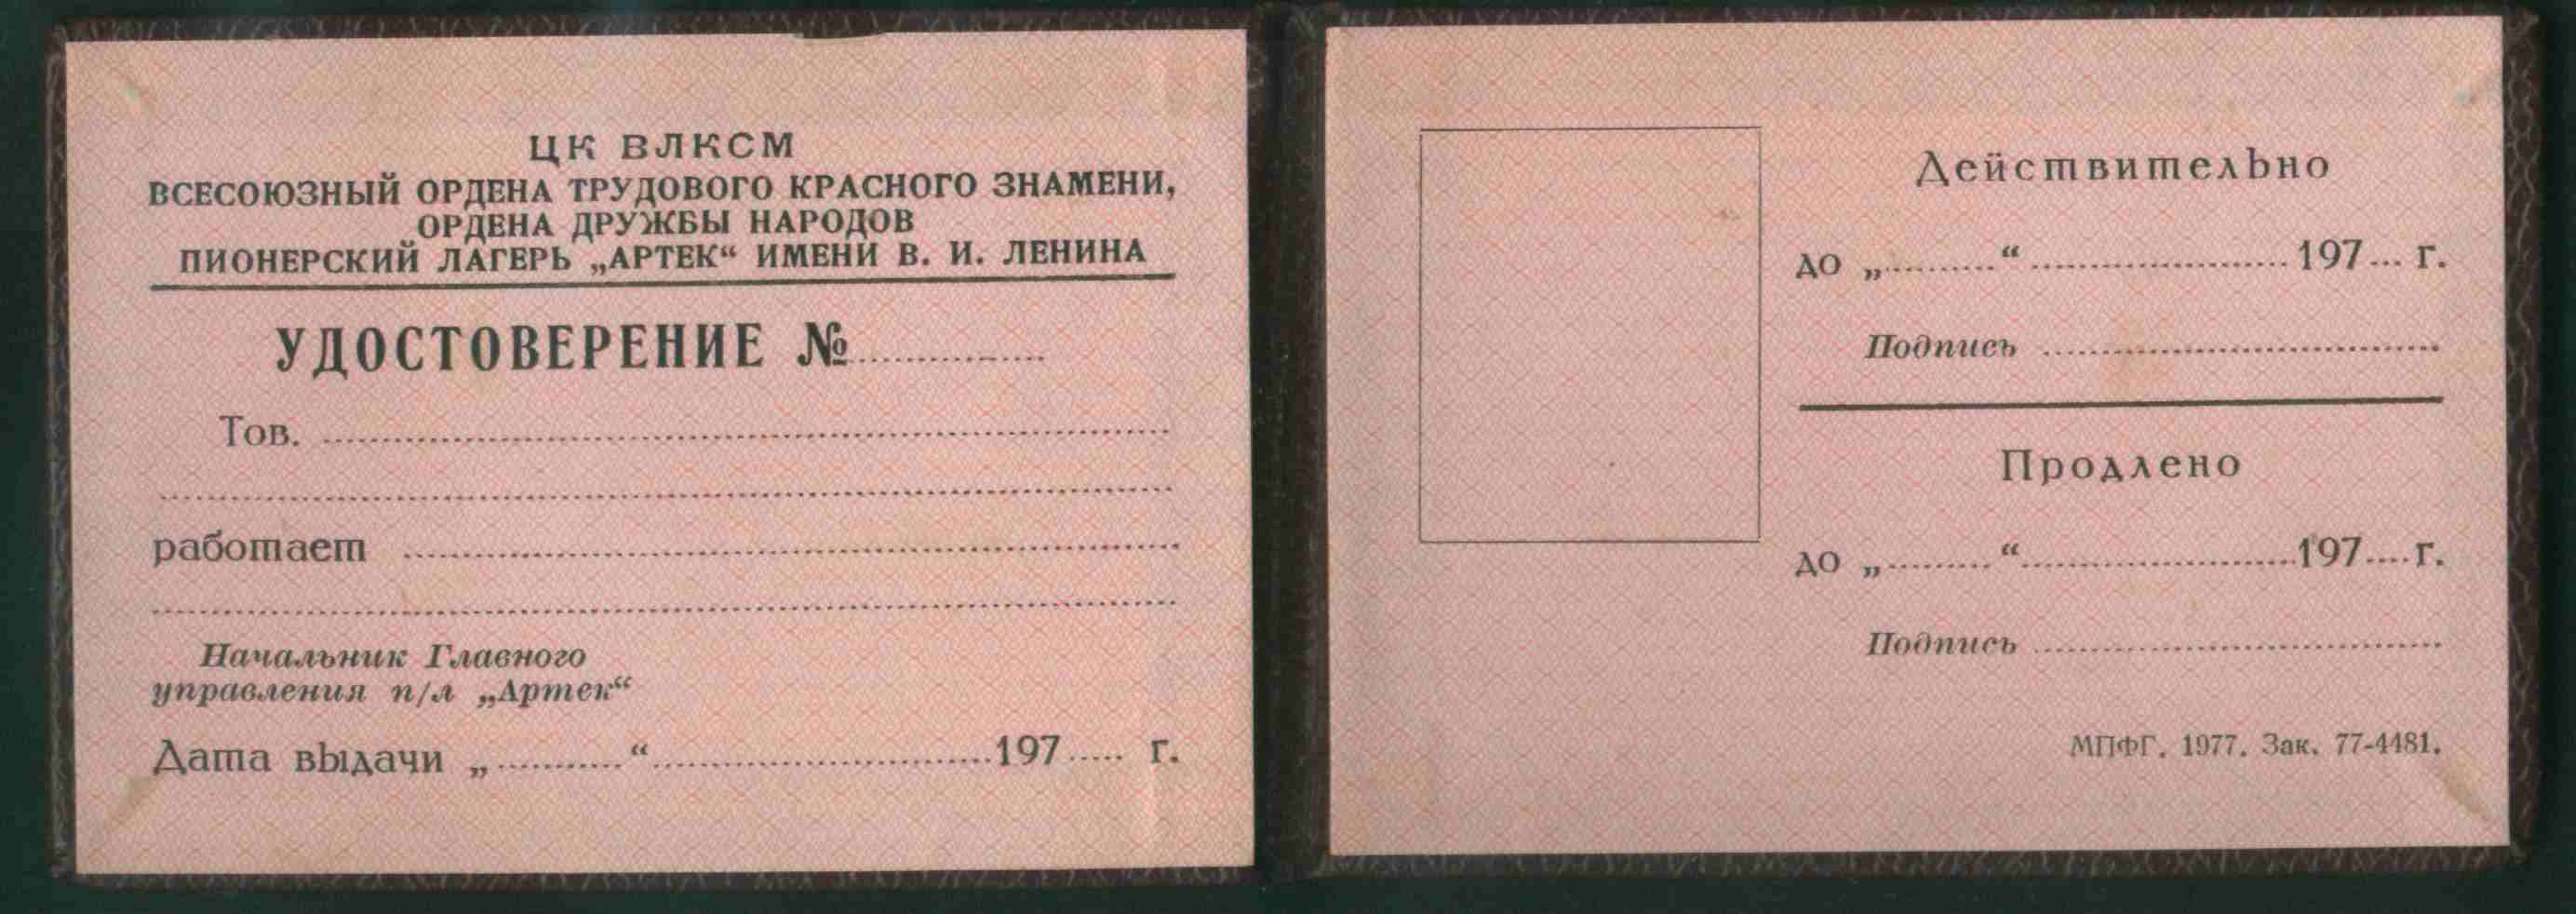 ЦК ВЛКСМ
ВСЕСОЮЗНЫЙ ОРДЕНА ТРУДОВОГО КРАСНОГО ЗНАМЕНИ,
ОРДЕНА ДРУЖБЫ НАРОДОВ
ПИОНЕРСКИЙ ЛАГЕРЬ „АРТЕК“ ИМЕНИ В. И. ЛЕНИНА
УДОСТОВЕРЕНИЕ №
Тов.
работает
Начальник Главного
управления п/л „Артек“
Дата выдачи „..........“..............................197..... г.
Действительно
до „..........“..............................197.... г.
Подпись
Продлено
до „..........“..............................197.... г.
Подпись
МПФГ. 1977. Зак. 77-4481.